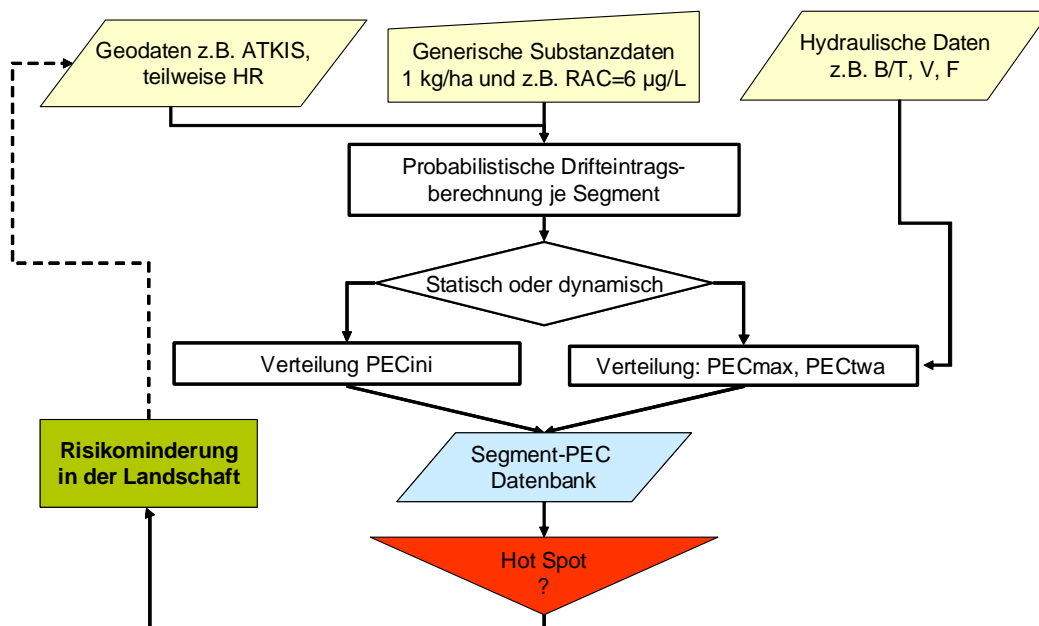 Geodaten z.B. ATKIS,
teilweise HR
Generische Substanzdaten
1 kg/ha und z.B. RAC=6 µg/L
Hydraulische Daten
z.B. B/T, V, F
Probabilistische Drifteintrags-
berechnung je Segment
Statisch oder dynamisch
Verteilung PECini
Verteilung: PECmax, PECtwa
Risikominderung
in der Landschaft
Segment-PEC
Datenbank
Hot Spot
?